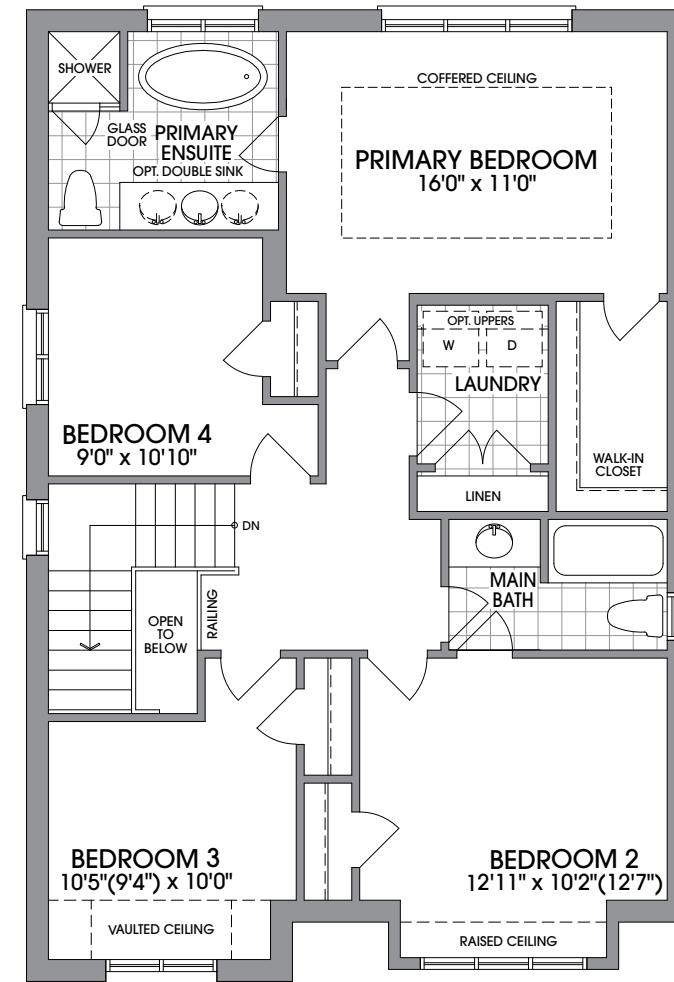 SHOWER
GLASS
DOOR
PRIMARY
ENSUITE
OPT. DOUBLE SINK
COFFERED CEILING
PRIMARY BEDROOM
16'0" x 11'0"
OPT. UPPERS
W D
LAUNDRY
BEDROOM 4
9'0" x 10'10"
WALK-IN
CLOSET
LINEN
DN
MAIN
BATH
OPEN
TO
BELOW
RAILING
BEDROOM 3
10'5"(9'4") x 10'0"
VAULTED CEILING
BEDROOM 2
12'11" x 10'2"(12'7")
RAISED CEILING